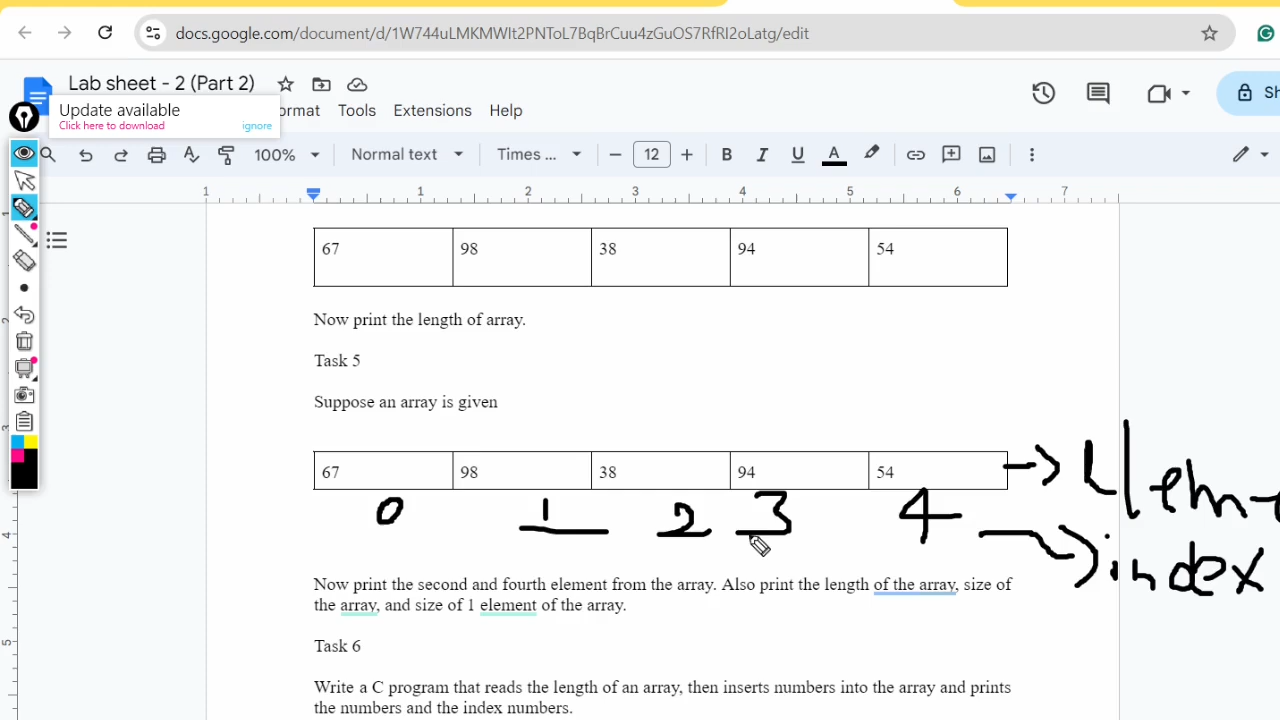 docs.google.com/document/d/1W744uLMKMWIt2PNToL7BqBrCuu4zGuOS7RfRI2oLatg/edit
Lab sheet - 2 (Part 2)
Update available
Click here to download ignore
ormat Tools Extensions Help
100% Normal text Times ... 12 B I U A
1 1 2 3 4 5 6 7
67 98 38 94 54
Now print the length of array.
Task 5
Suppose an array is given
67 98 38 94 54
0 1 2 3 4
index
Now print the second and fourth element from the array. Also print the length of the array, size of
the array, and size of 1 element of the array.
Task 6
Write a C program that reads the length of an array, then inserts numbers into the array and prints
the numbers and the index numbers.